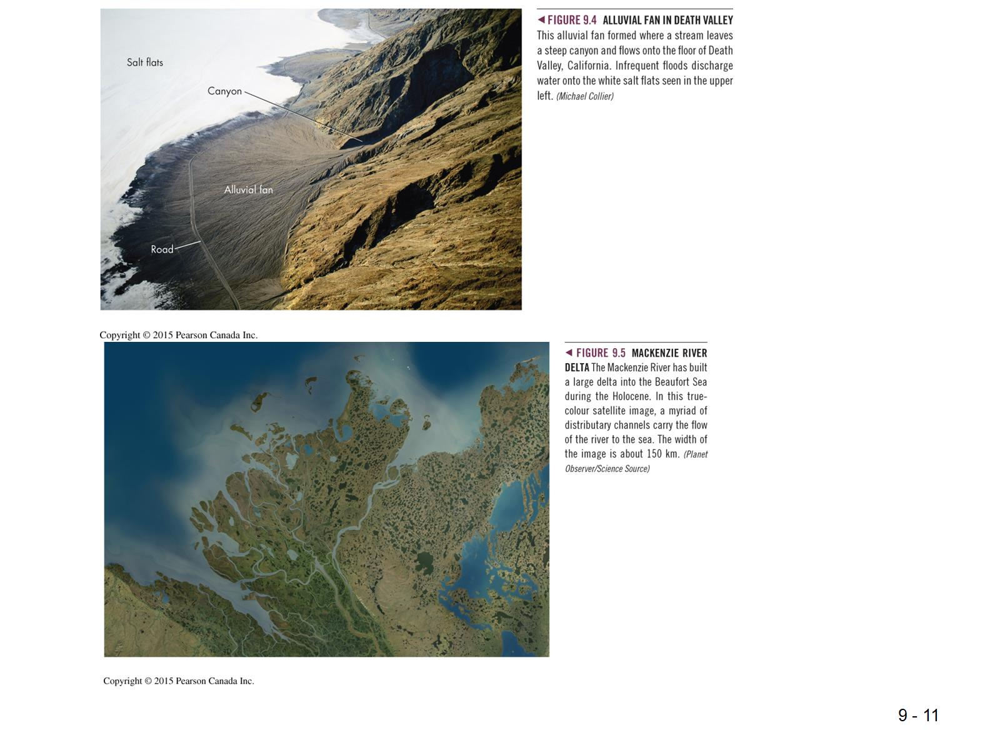 ◄ FIGURE 9.4 ALLUVIAL FAN IN DEATH VALLEY
This alluvial fan formed where a stream leaves
a steep canyon and flows onto the floor of Death
Valley, California. Infrequent floods discharge
water onto the white salt flats seen in the upper
left. (Michael Collier)
Salt flats
Canyon
Alluvial fan
Road
Copyright © 2015 Pearson Canada Inc.
◄ FIGURE 9.5 MACKENZIE RIVER
DELTA The Mackenzie River has built
a large delta into the Beaufort Sea
during the Holocene. In this true-
colour satellite image, a myriad of
distributary channels carry the flow
of the river to the sea. The width of
the image is about 150 km. (Planet
Observer/Science Source)
Copyright © 2015 Pearson Canada Inc.
9 - 11